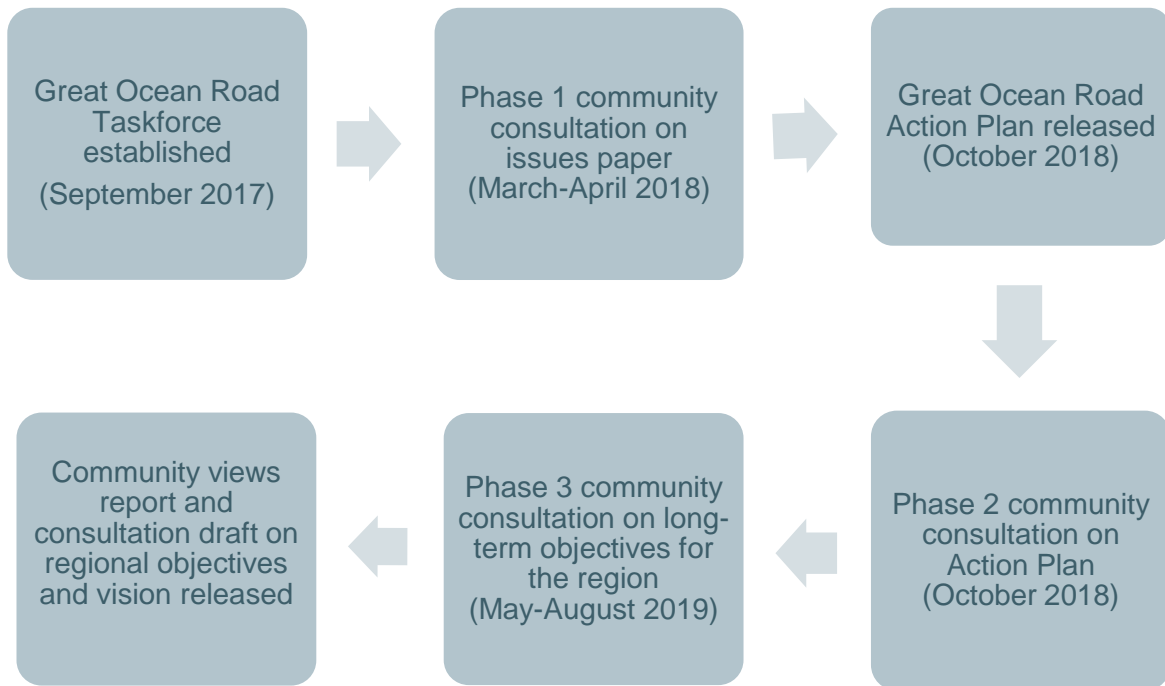 Great Ocean Road
Taskforce
established
(September 2017)
Phase 1 community
consultation on
issues paper
(March-April 2018)
Great Ocean Road
Action Plan released
(October 2018)
Phase 2 community
consultation on
Action Plan
(October 2018)
Phase 3 community
consultation on long-
term objectives for
the region
(May-August 2019)
Community views
report and
consultation draft on
regional objectives
and vision released